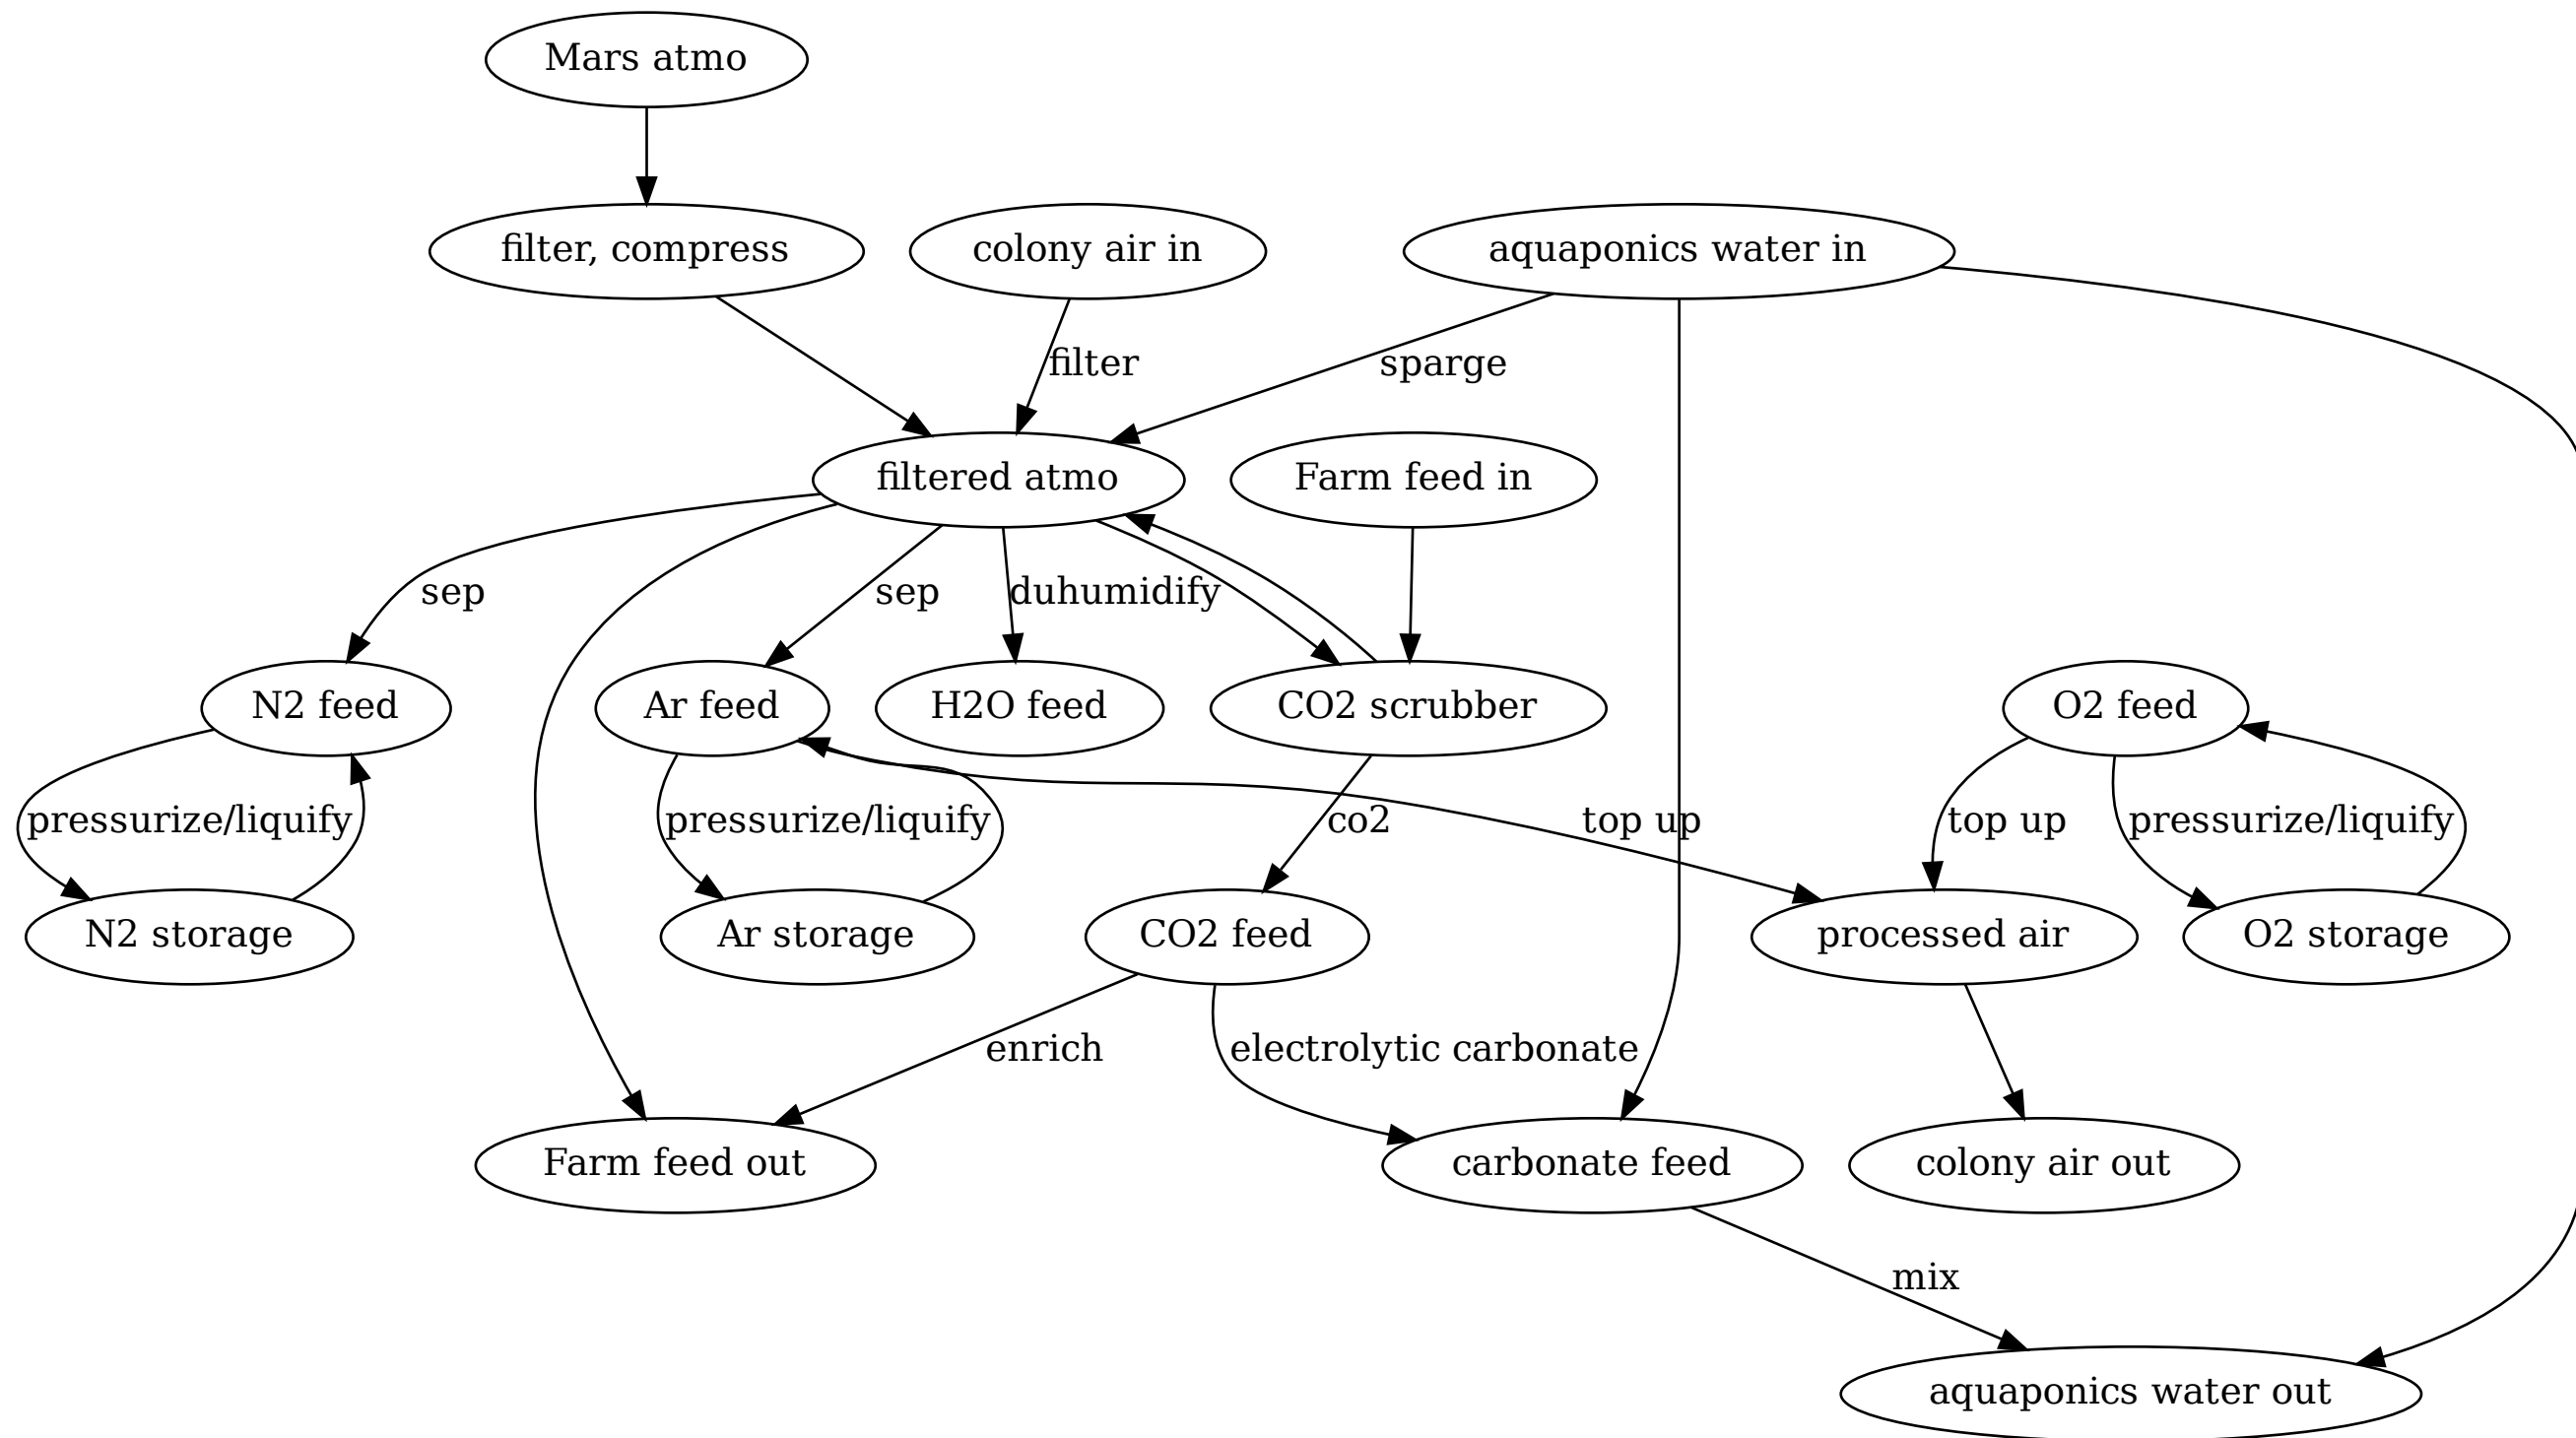 Mars atmo
filter, compress
colony air in
aquaponics water in
filter
sparge
filtered atmo
Farm feed in
sep
sep
duhumidify
N2 feed
Ar feed
H2O feed
CO2 scrubber
O2 feed
pressurize/liquify
pressurize/liquify
co2
top up
top up
pressurize/liquify
N2 storage
Ar storage
CO2 feed
processed air
O2 storage
enrich
electrolytic carbonate
Farm feed out
carbonate feed
colony air out
mix
aquaponics water out